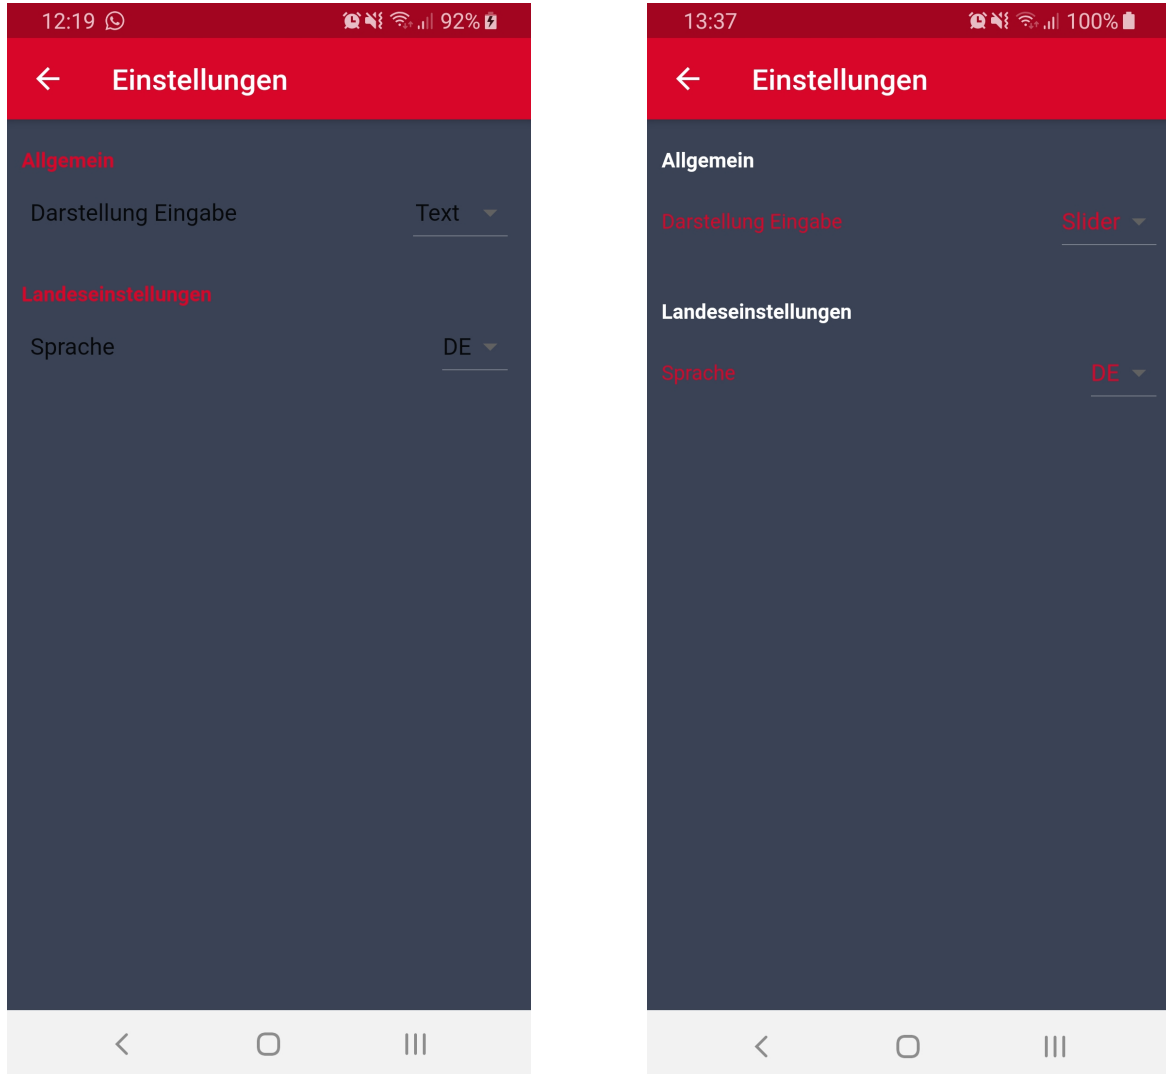 12:19 92%
Einstellungen
Allgemein
Darstellung Eingabe Text
Landeseinstellungen
Sprache DE
13:37 100%
Einstellungen
Allgemein
Darstellung Eingabe Slider
Landeseinstellungen
Sprache DE